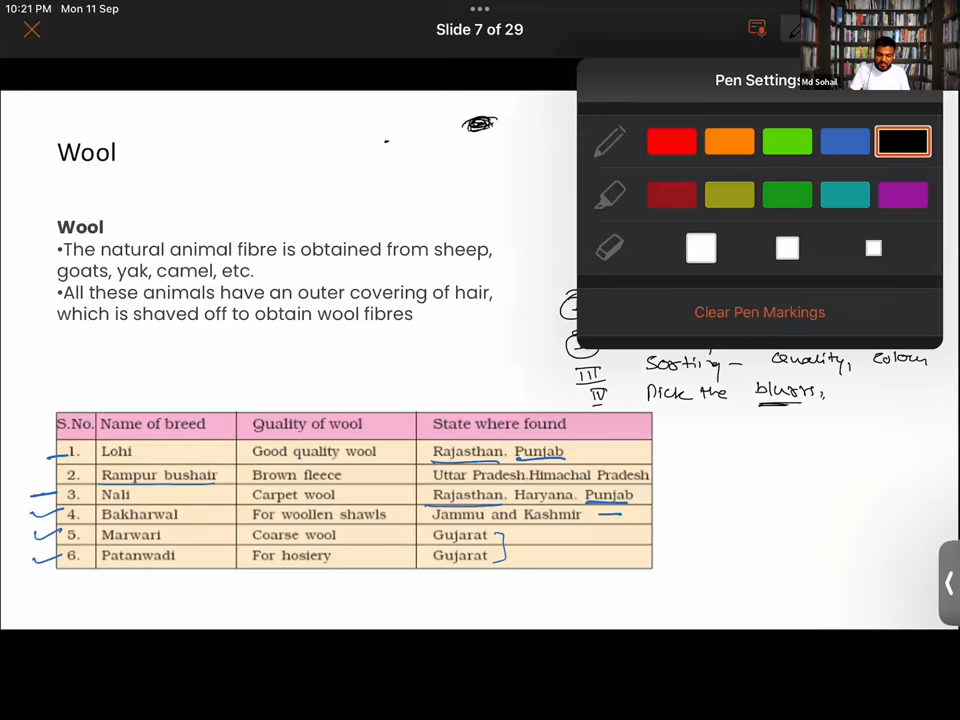 10:21 PM Mon 11 Sep
Slide 7 of 29
Pen Settings
Md Sohail
Wool
Wool
•The natural animal fibre is obtained from sheep,
goats, yak, camel, etc.
•All these animals have an outer covering of hair,
which is shaved off to obtain wool fibres
Clear Pen Markings
Sorting - Quality, Colour
III
IV Pick the blurrs,
S.No. Name of breed Quality of wool State where found
1. Lohi Good quality wool Rajasthan, Punjab
2. Rampur bushair Brown fleece Uttar Pradesh,Himachal Pradesh
3. Nali Carpet wool Rajasthan, Haryana, Punjab
4. Bakharwal For woollen shawls Jammu and Kashmir
5. Marwari Coarse wool Gujarat
6. Patanwadi For hosiery Gujarat